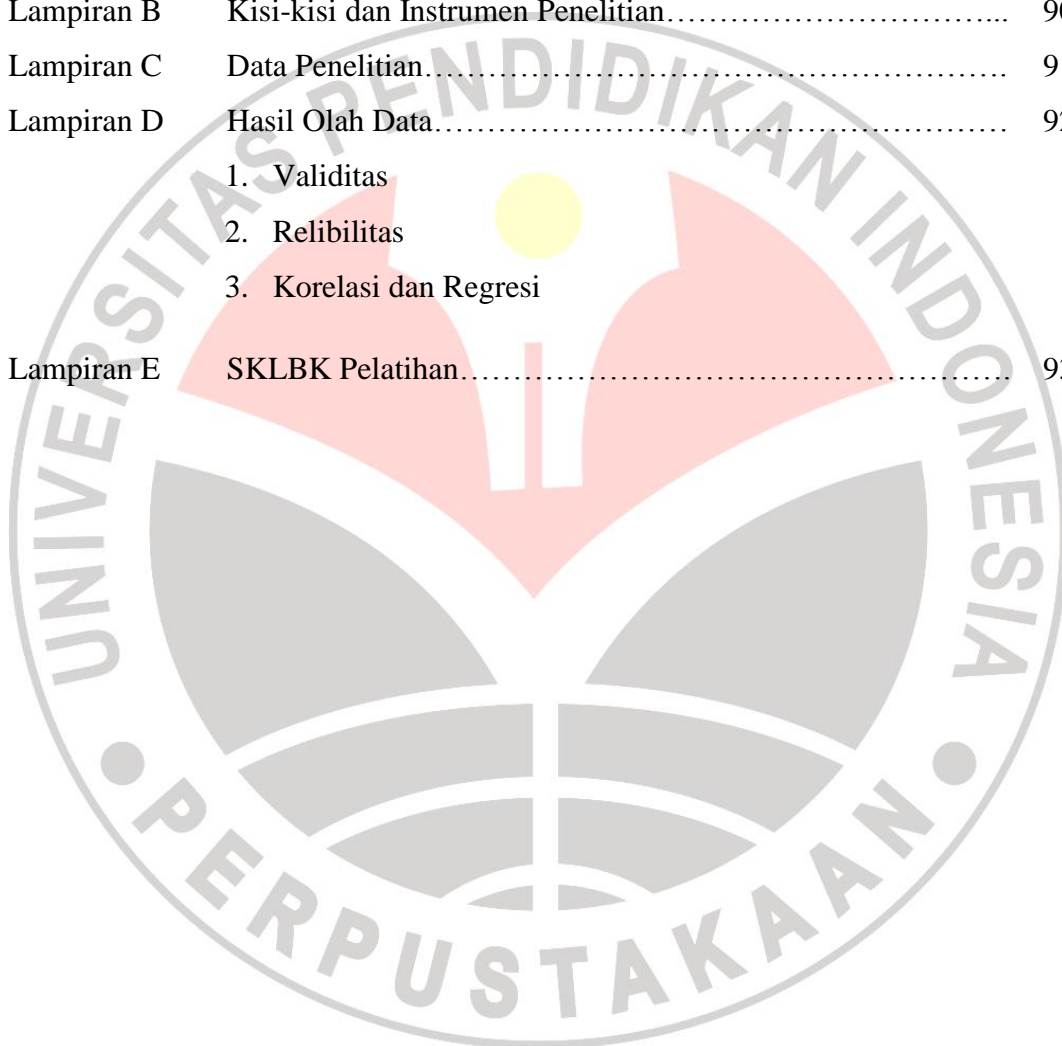 Lampiran B Kisi-kisi dan Instrumen Penelitian…………………………...
Lampiran C Data Penelitian………………………………………………….
Lampiran D Hasil Olah Data…………………………………………………
1. Validitas
2. Relibilitas
3. Korelasi dan Regresi
Lampiran E SKLBK Pelatihan……………………………………………….
UNIVERSITAS PENDIDIKAN INDONESIA
PERPUSTAKAAN